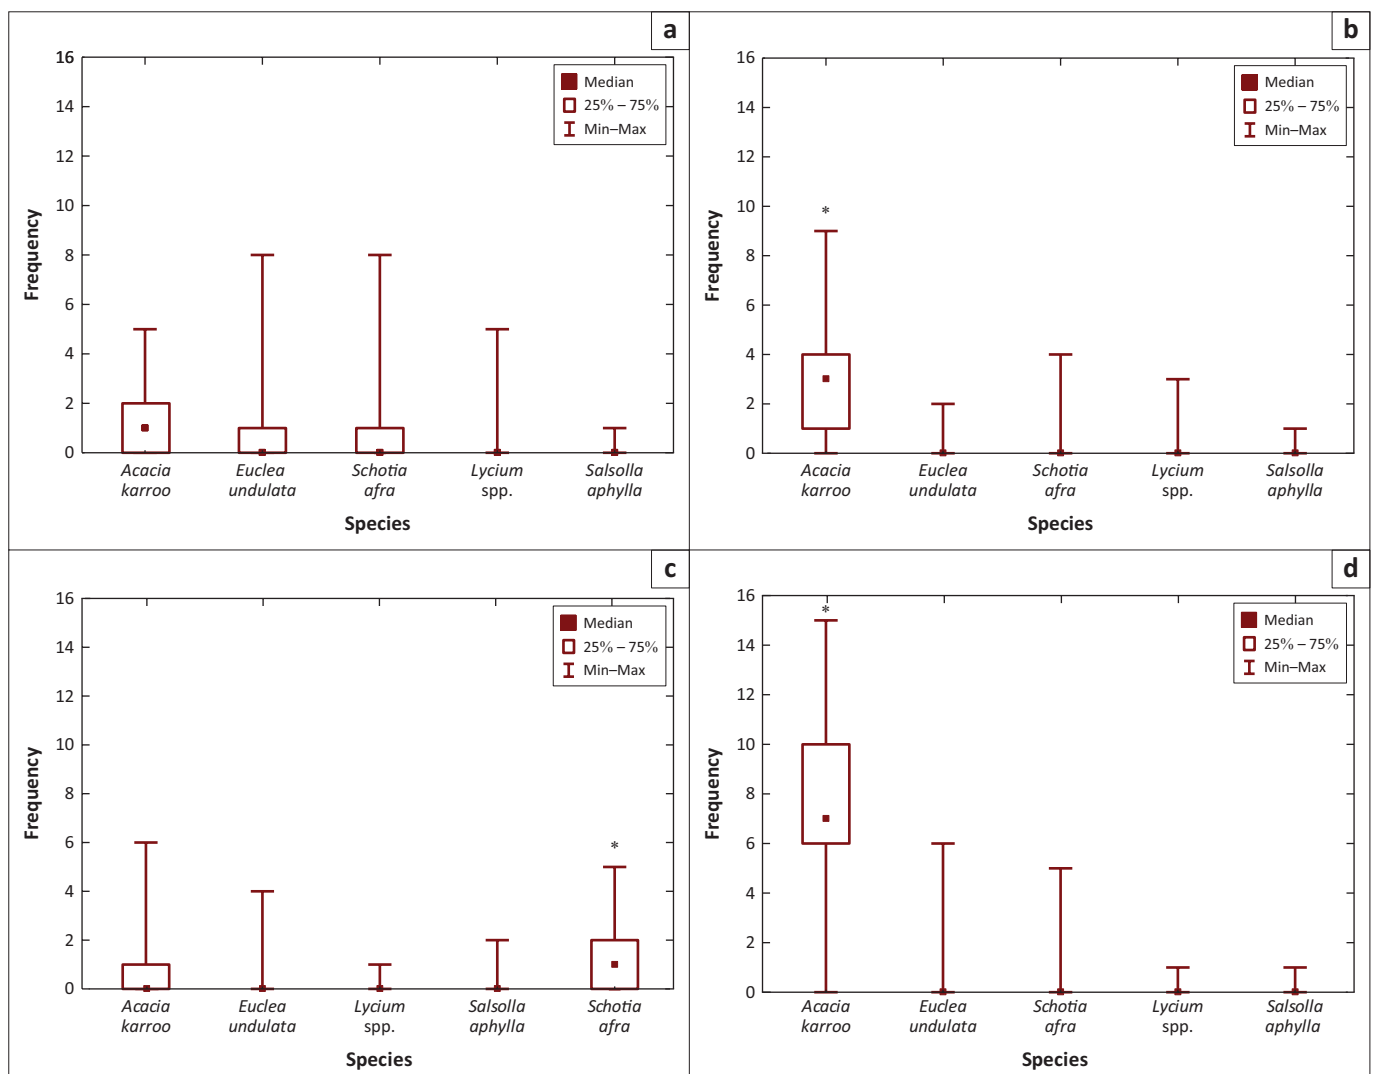 a
16
14
12
10
8
6
4
2
0
Frequency
Median
25% – 75%
Min–Max
Acacia karroo
Euclea undulata
Schotia afra
Lycium spp.
Salsolla aphylla
Species
b
16
14
12
10
8
6
4
2
0
Frequency
Median
25% – 75%
Min–Max
*
Acacia karroo
Euclea undulata
Schotia afra
Lycium spp.
Salsolla aphylla
Species
c
16
14
12
10
8
6
4
2
0
Frequency
Median
25% – 75%
Min–Max
*
Acacia karroo
Euclea undulata
Lycium spp.
Salsolla aphylla
Schotia afra
Species
d
16
14
12
10
8
6
4
2
0
Frequency
Median
25% – 75%
Min–Max
*
Acacia karroo
Euclea undulata
Schotia afra
Lycium spp.
Salsolla aphylla
Species